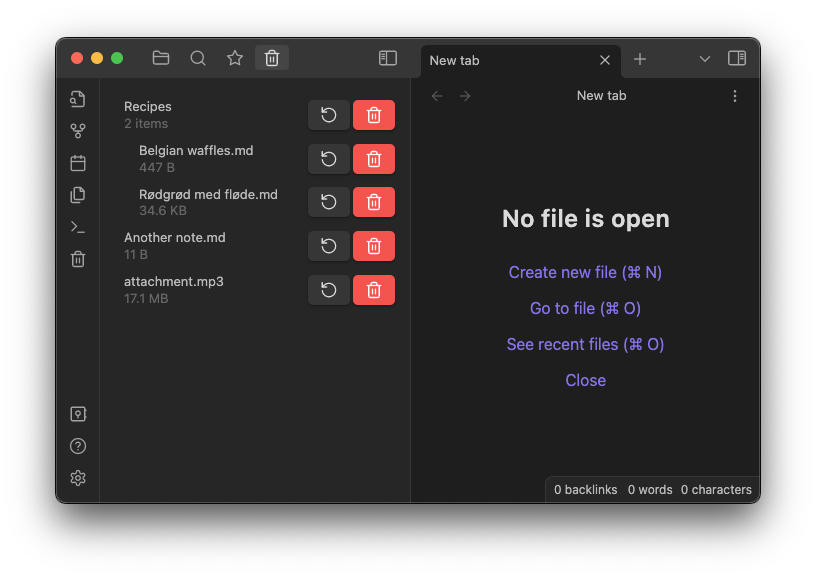 New tab
New tab
Recipes
2 items
Belgian waffles.md
447 B
Rødgrød med fløde.md
34.6 KB
Another note.md
11 B
attachment.mp3
17.1 MB
No file is open
Create new file (⌘ N)
Go to file (⌘ O)
See recent files (⌘ O)
Close
0 backlinks 0 words 0 characters